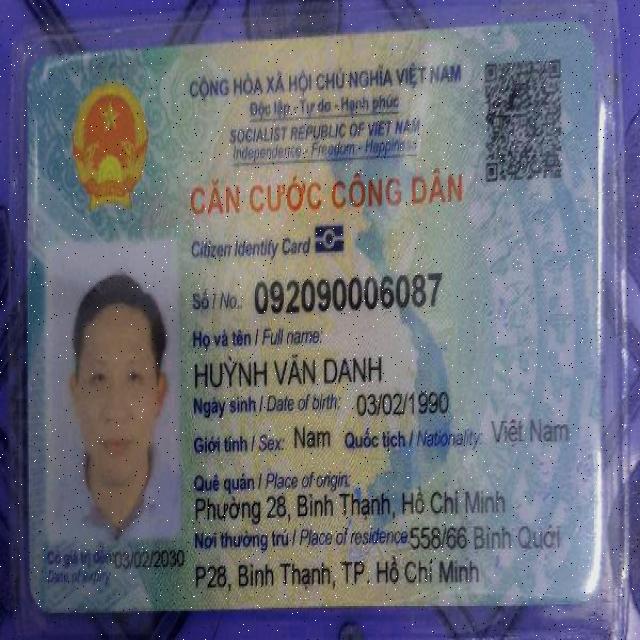 CỘNG HÒA XÃ HỘI CHỦ NGHĨA VIỆT NAM
Độc lập - Tự do - Hạnh phúc
SOCIALIST REPUBLIC OF VIET NAM
Independence - Freedom - Happiness
CĂN CƯỚC CÔNG DÂN
Citizen Identity Card
Số / No.: 092090006087
Họ và tên / Full name:
HUỲNH VĂN DANH
Ngày sinh / Date of birth: 03/02/1990
Giới tính / Sex: Nam Quốc tịch / Nationality: Việt Nam
Quê quán / Place of origin:
Phường 28, Bình Thạnh, Hồ Chí Minh
Nơi thường trú / Place of residence: 558/66 Bình Quới
P28, Bình Thạnh, TP. Hồ Chí Minh
Có giá trị đến: 03/02/2030
Date of expiry